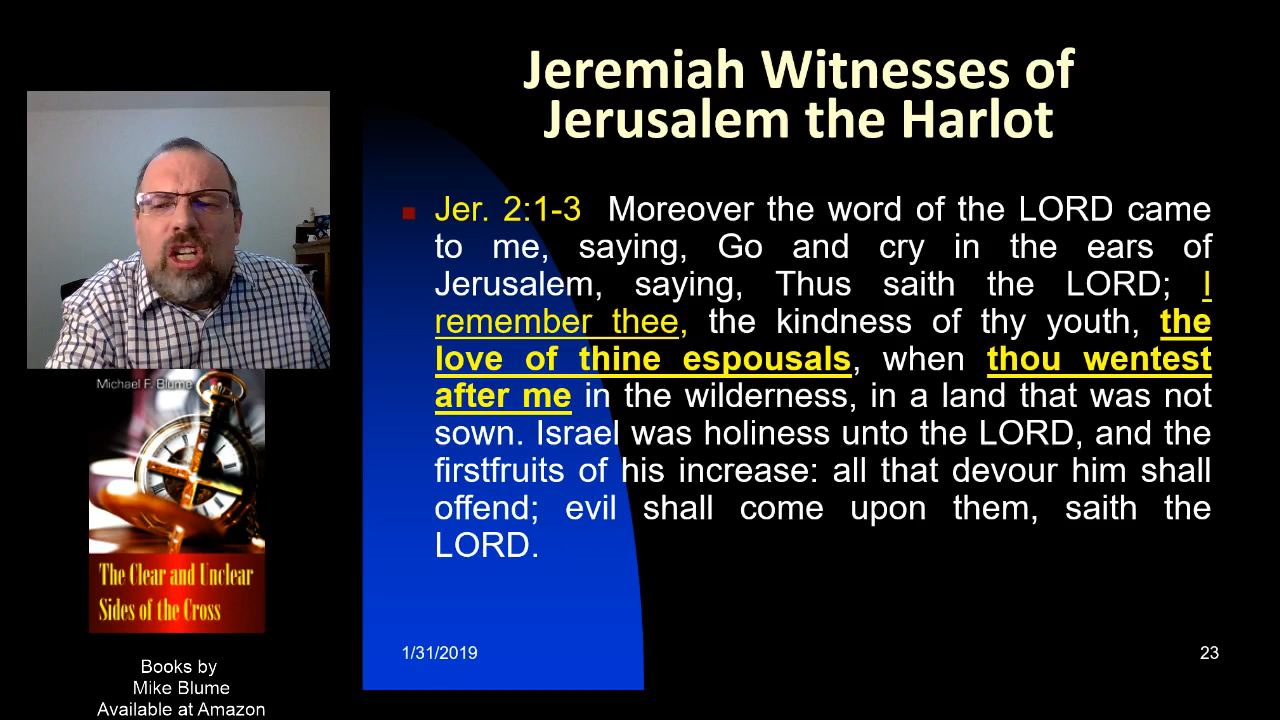 Jeremiah Witnesses of
Jerusalem the Harlot
Jer. 2:1-3 Moreover the word of the LORD came
to me, saying, Go and cry in the ears of
Jerusalem, saying, Thus saith the LORD; I
remember thee, the kindness of thy youth, the
love of thine espousals, when thou wentest
after me in the wilderness, in a land that was not
sown. Israel was holiness unto the LORD, and the
firstfruits of his increase: all that devour him shall
offend; evil shall come upon them, saith the
LORD.
1/31/2019
23
Michael F. Blume
The Clear and Unclear
Sides of the Cross
Books by
Mike Blume
Available at Amazon